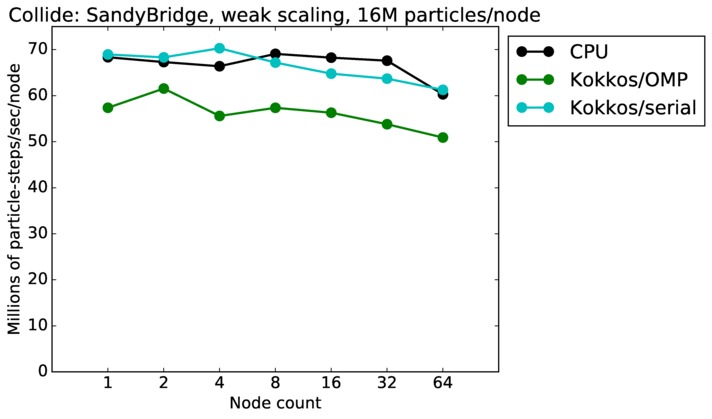 Collide: SandyBridge, weak scaling, 16M particles/node
CPU
Kokkos/OMP
Kokkos/serial
Millions of particle-steps/sec/node
70
60
50
40
30
20
10
0
1 2 4 8 16 32 64
Node count